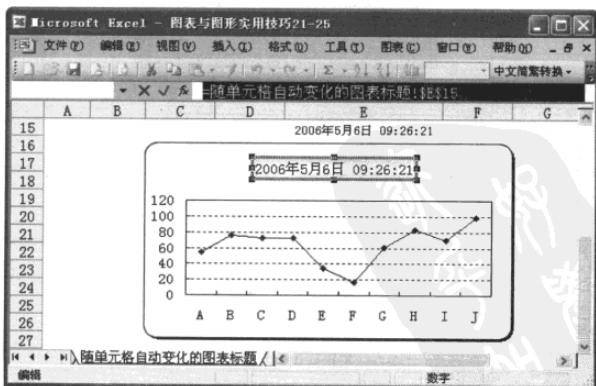 Microsoft Excel - 图表与图形实用技巧21-25
文件(F) 编辑(E) 视图(V) 插入(I) 格式(O) 工具(T) 图表(C) 窗口(W) 帮助(H)
中文简繁转换
=随单元格自动变化的图表标题!$E$15
A B C D E F G
15 2006年5月6日 09:26:21
16
17
18
19
20
21
22
23
24
25
26
27
2006年5月6日 09:26:21
120
100
80
60
40
20
0
A B C D E F G H I J
随单元格自动变化的图表标题
编辑 数字